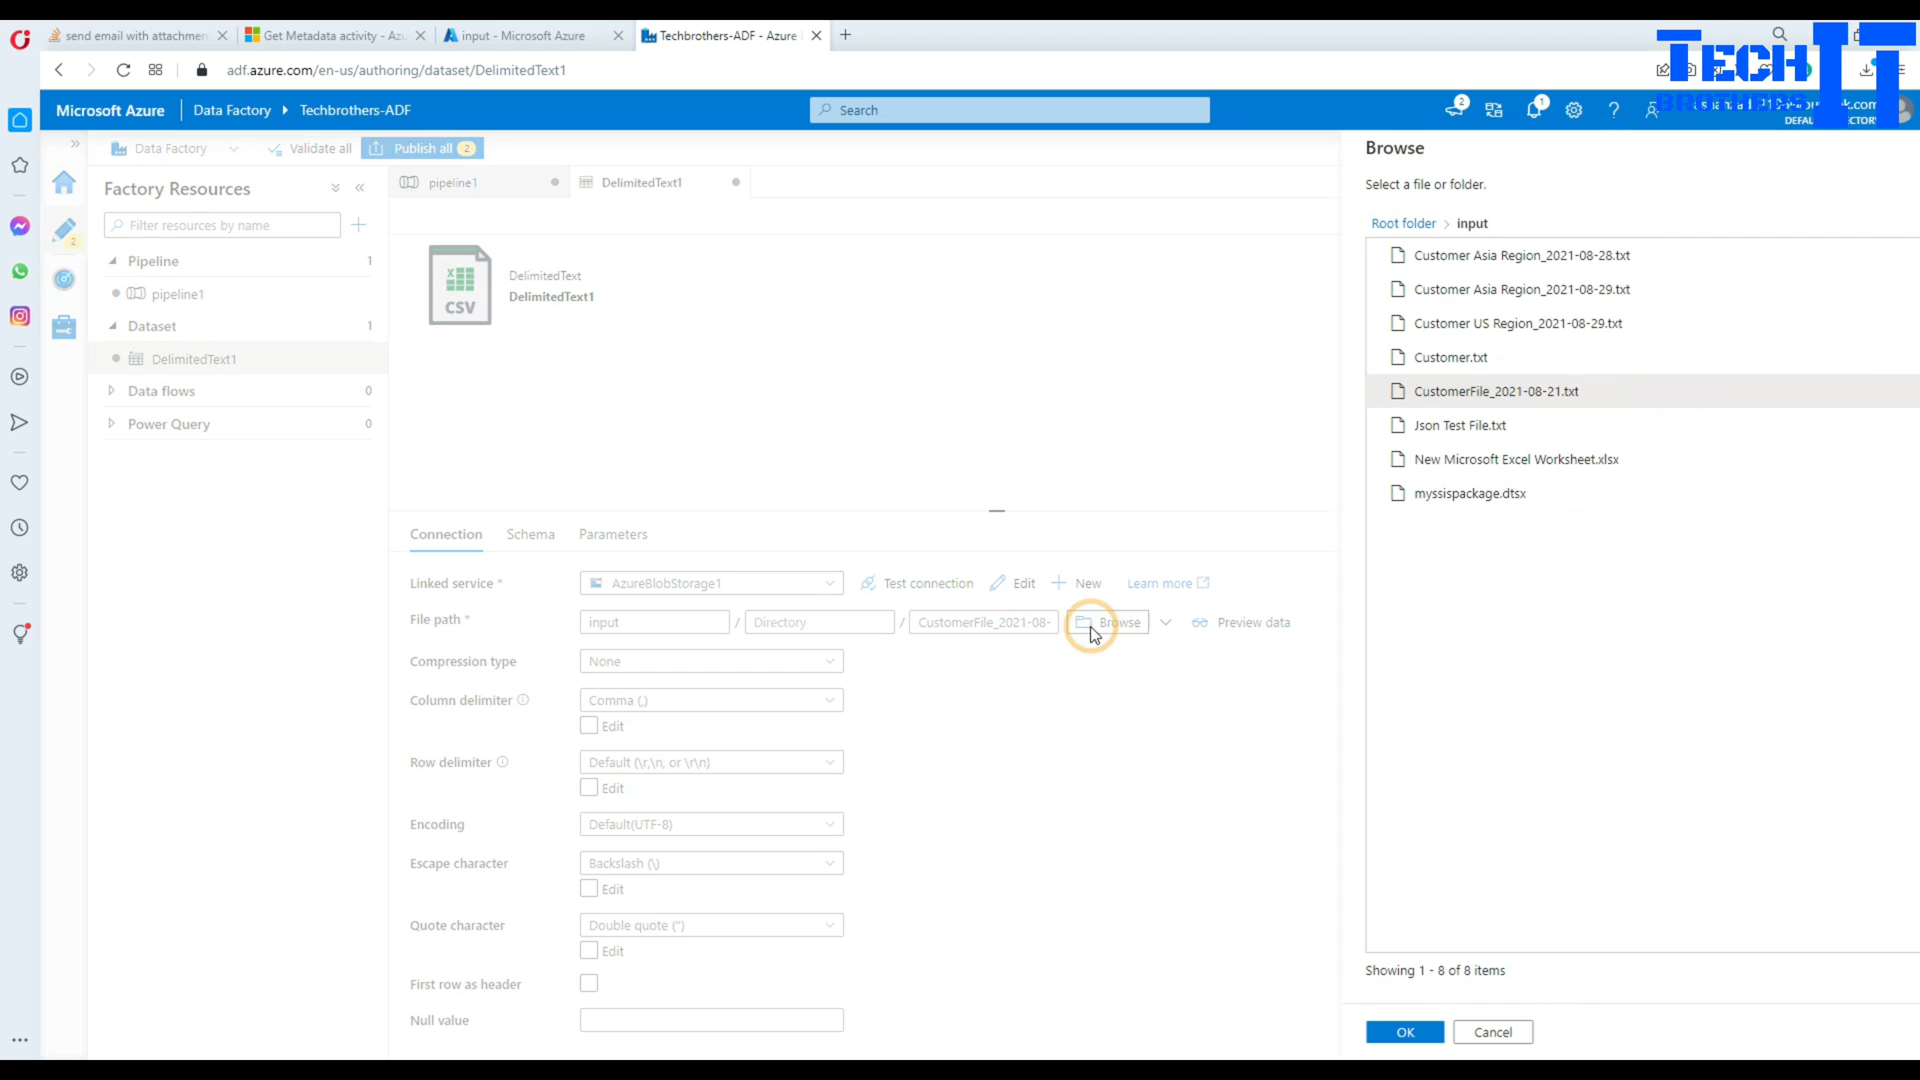 send email with attachmen
Get Metadata activity - Azu
input - Microsoft Azure
Techbrothers-ADF - Azure
adf.azure.com/en-us/authoring/dataset/DelimitedText1
TECH IT
BROTHERS
Microsoft Azure
Data Factory
Techbrothers-ADF
Search
2
1
Data Factory
Validate all
Publish all
2
Factory Resources
Filter resources by name
2
Pipeline
1
pipeline1
Dataset
1
DelimitedText1
Data flows
0
Power Query
0
pipeline1
DelimitedText1
CSV
DelimitedText
DelimitedText1
Connection
Schema
Parameters
Linked service *
AzureBlobStorage1
Test connection
Edit
New
Learn more
File path *
input
/
Directory
/
CustomerFile_2021-08-
Browse
Preview data
Compression type
None
Column delimiter
Comma (,)
Edit
Row delimiter
Default (\r,\n, or \r\n)
Edit
Encoding
Default(UTF-8)
Escape character
Backslash (\)
Edit
Quote character
Double quote (")
Edit
First row as header
Null value
Browse
Select a file or folder.
Root folder > input
Customer Asia Region_2021-08-28.txt
Customer Asia Region_2021-08-29.txt
Customer US Region_2021-08-29.txt
Customer.txt
CustomerFile_2021-08-21.txt
Json Test File.txt
New Microsoft Excel Worksheet.xlsx
myssispackage.dtsx
Showing 1 - 8 of 8 items
OK
Cancel